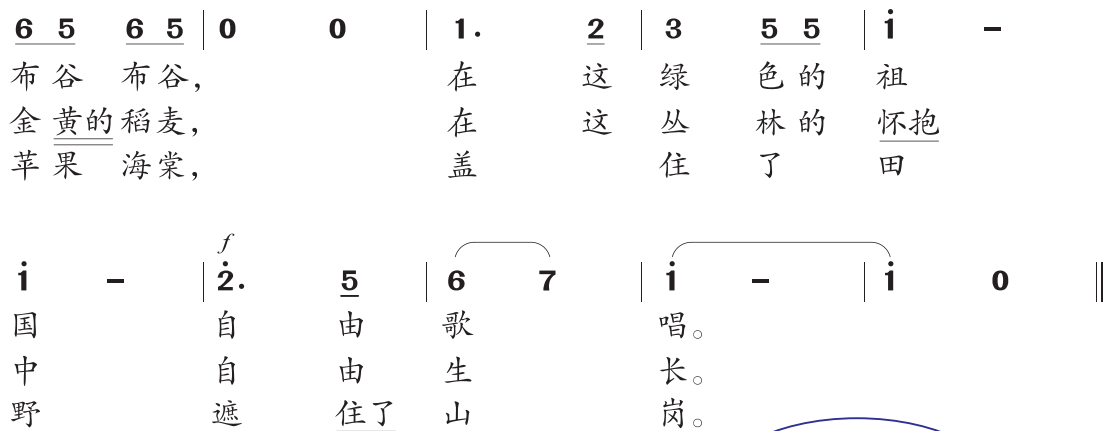 6 5 6 5 | 0 0 | 1. 2 | 3 5 5 | i –
布谷 布谷, 在 这 绿 色 的 祖
金 黄的 稻麦, 在 这 丛 林 的 怀抱
苹果 海棠, 盖 住 了 田
f
i – | 2. 5 | 6 7 | i – | i 0 ‖
国 自 由 歌 唱。
中 自 由 生 长。
野 遮 住了 山 岗。